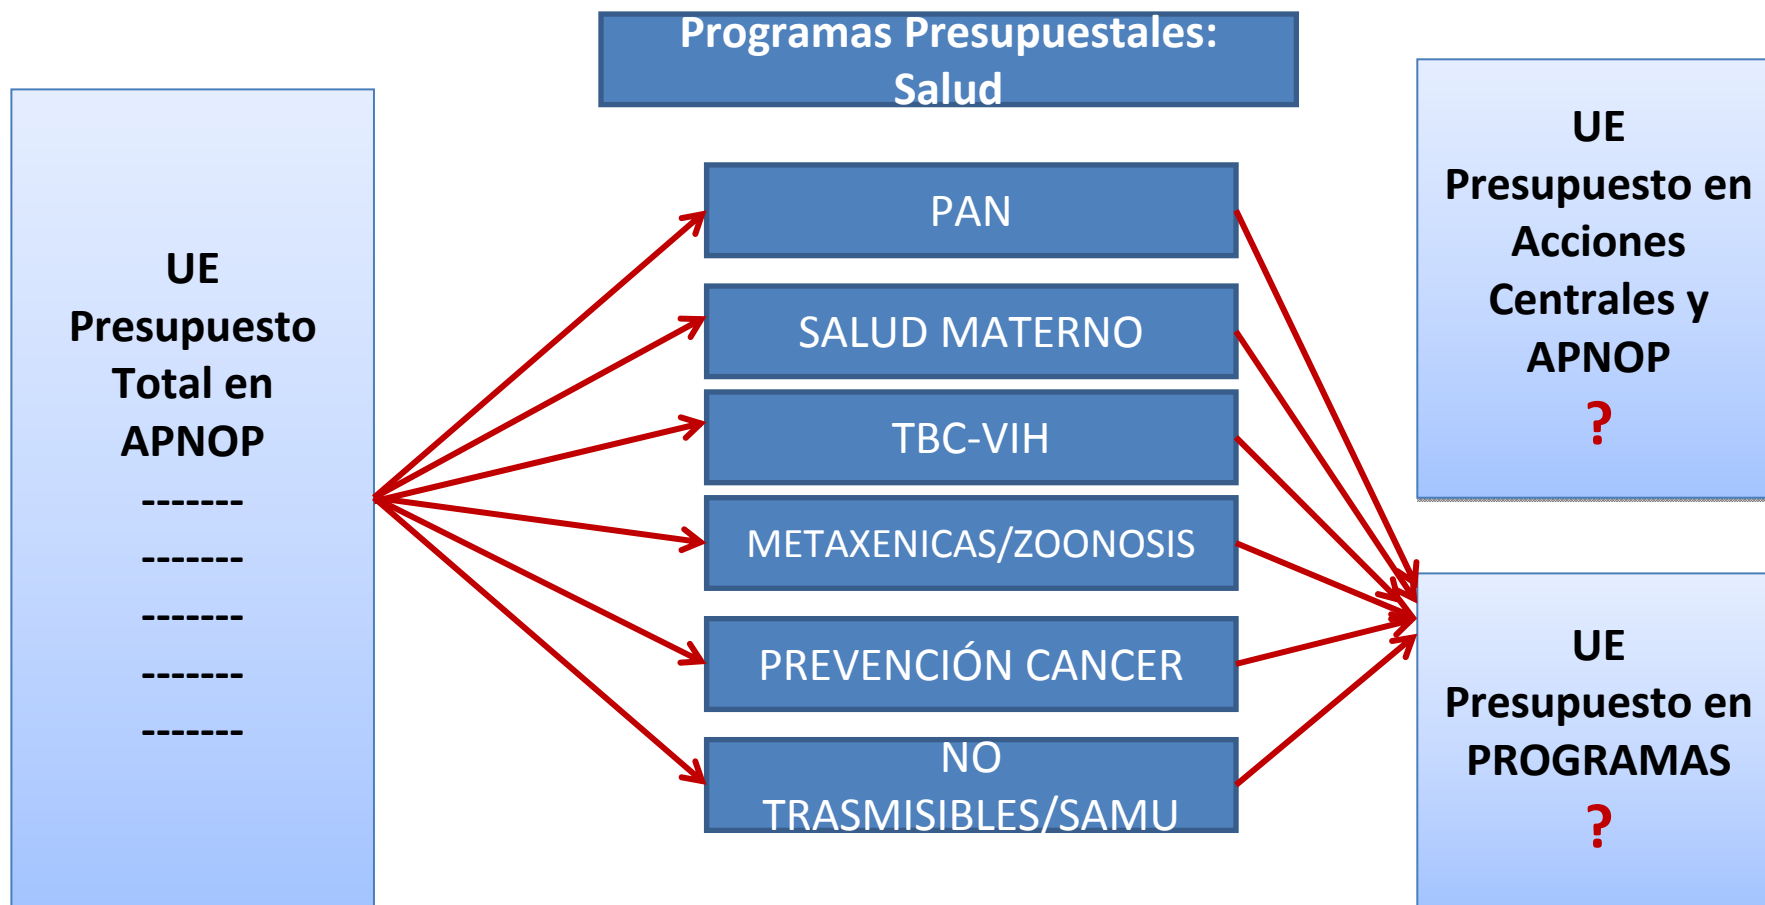 Programas Presupuestales:
Salud
UE
Presupuesto
Total en
APNOP
-------
-------
-------
-------
-------
PAN
SALUD MATERNO
TBC-VIH
METAXENICAS/ZOONOSIS
PREVENCIÓN CANCER
NO
TRASMISIBLES/SAMU
UE
Presupuesto en
Acciones
Centrales y
APNOP
?
UE
Presupuesto en
PROGRAMAS
?